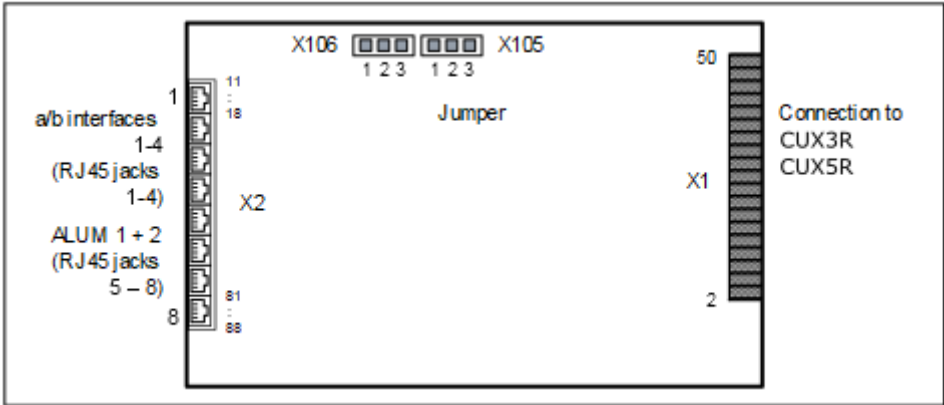 X106
X105
1 2 3
1 2 3
Jumper
1
11
:
18
a/b interfaces
1-4
(RJ45 jacks
1-4)
ALUM 1 + 2
(RJ45 jacks
5 – 8)
8
X2
81
:
88
50
X1
2
Connection to
CUX3R
CUX5R